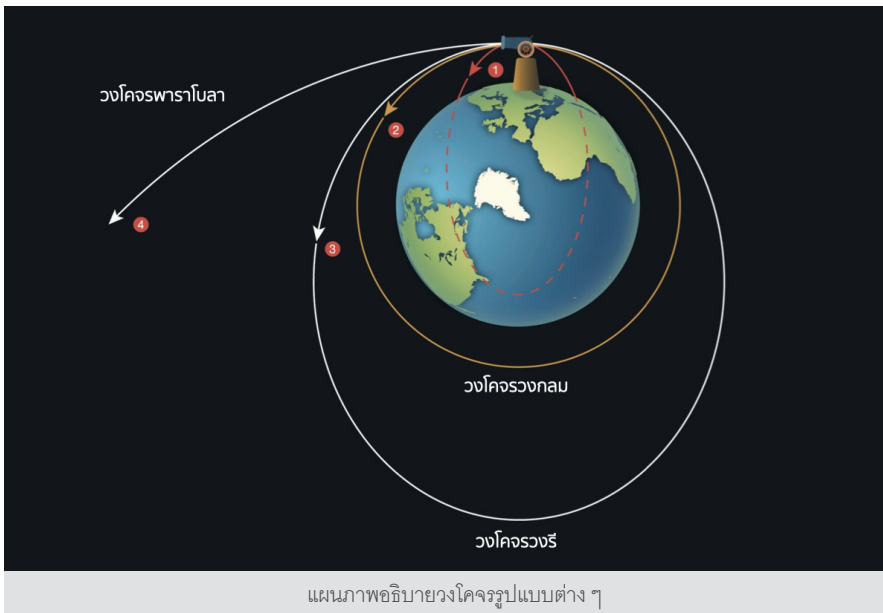 1
วงโคจรพาราโบลา
2
4
3
วงโคจรวงกลม
วงโคจรวงรี
แผนภาพอธิบายวงโคจรรูปแบบต่าง ๆ